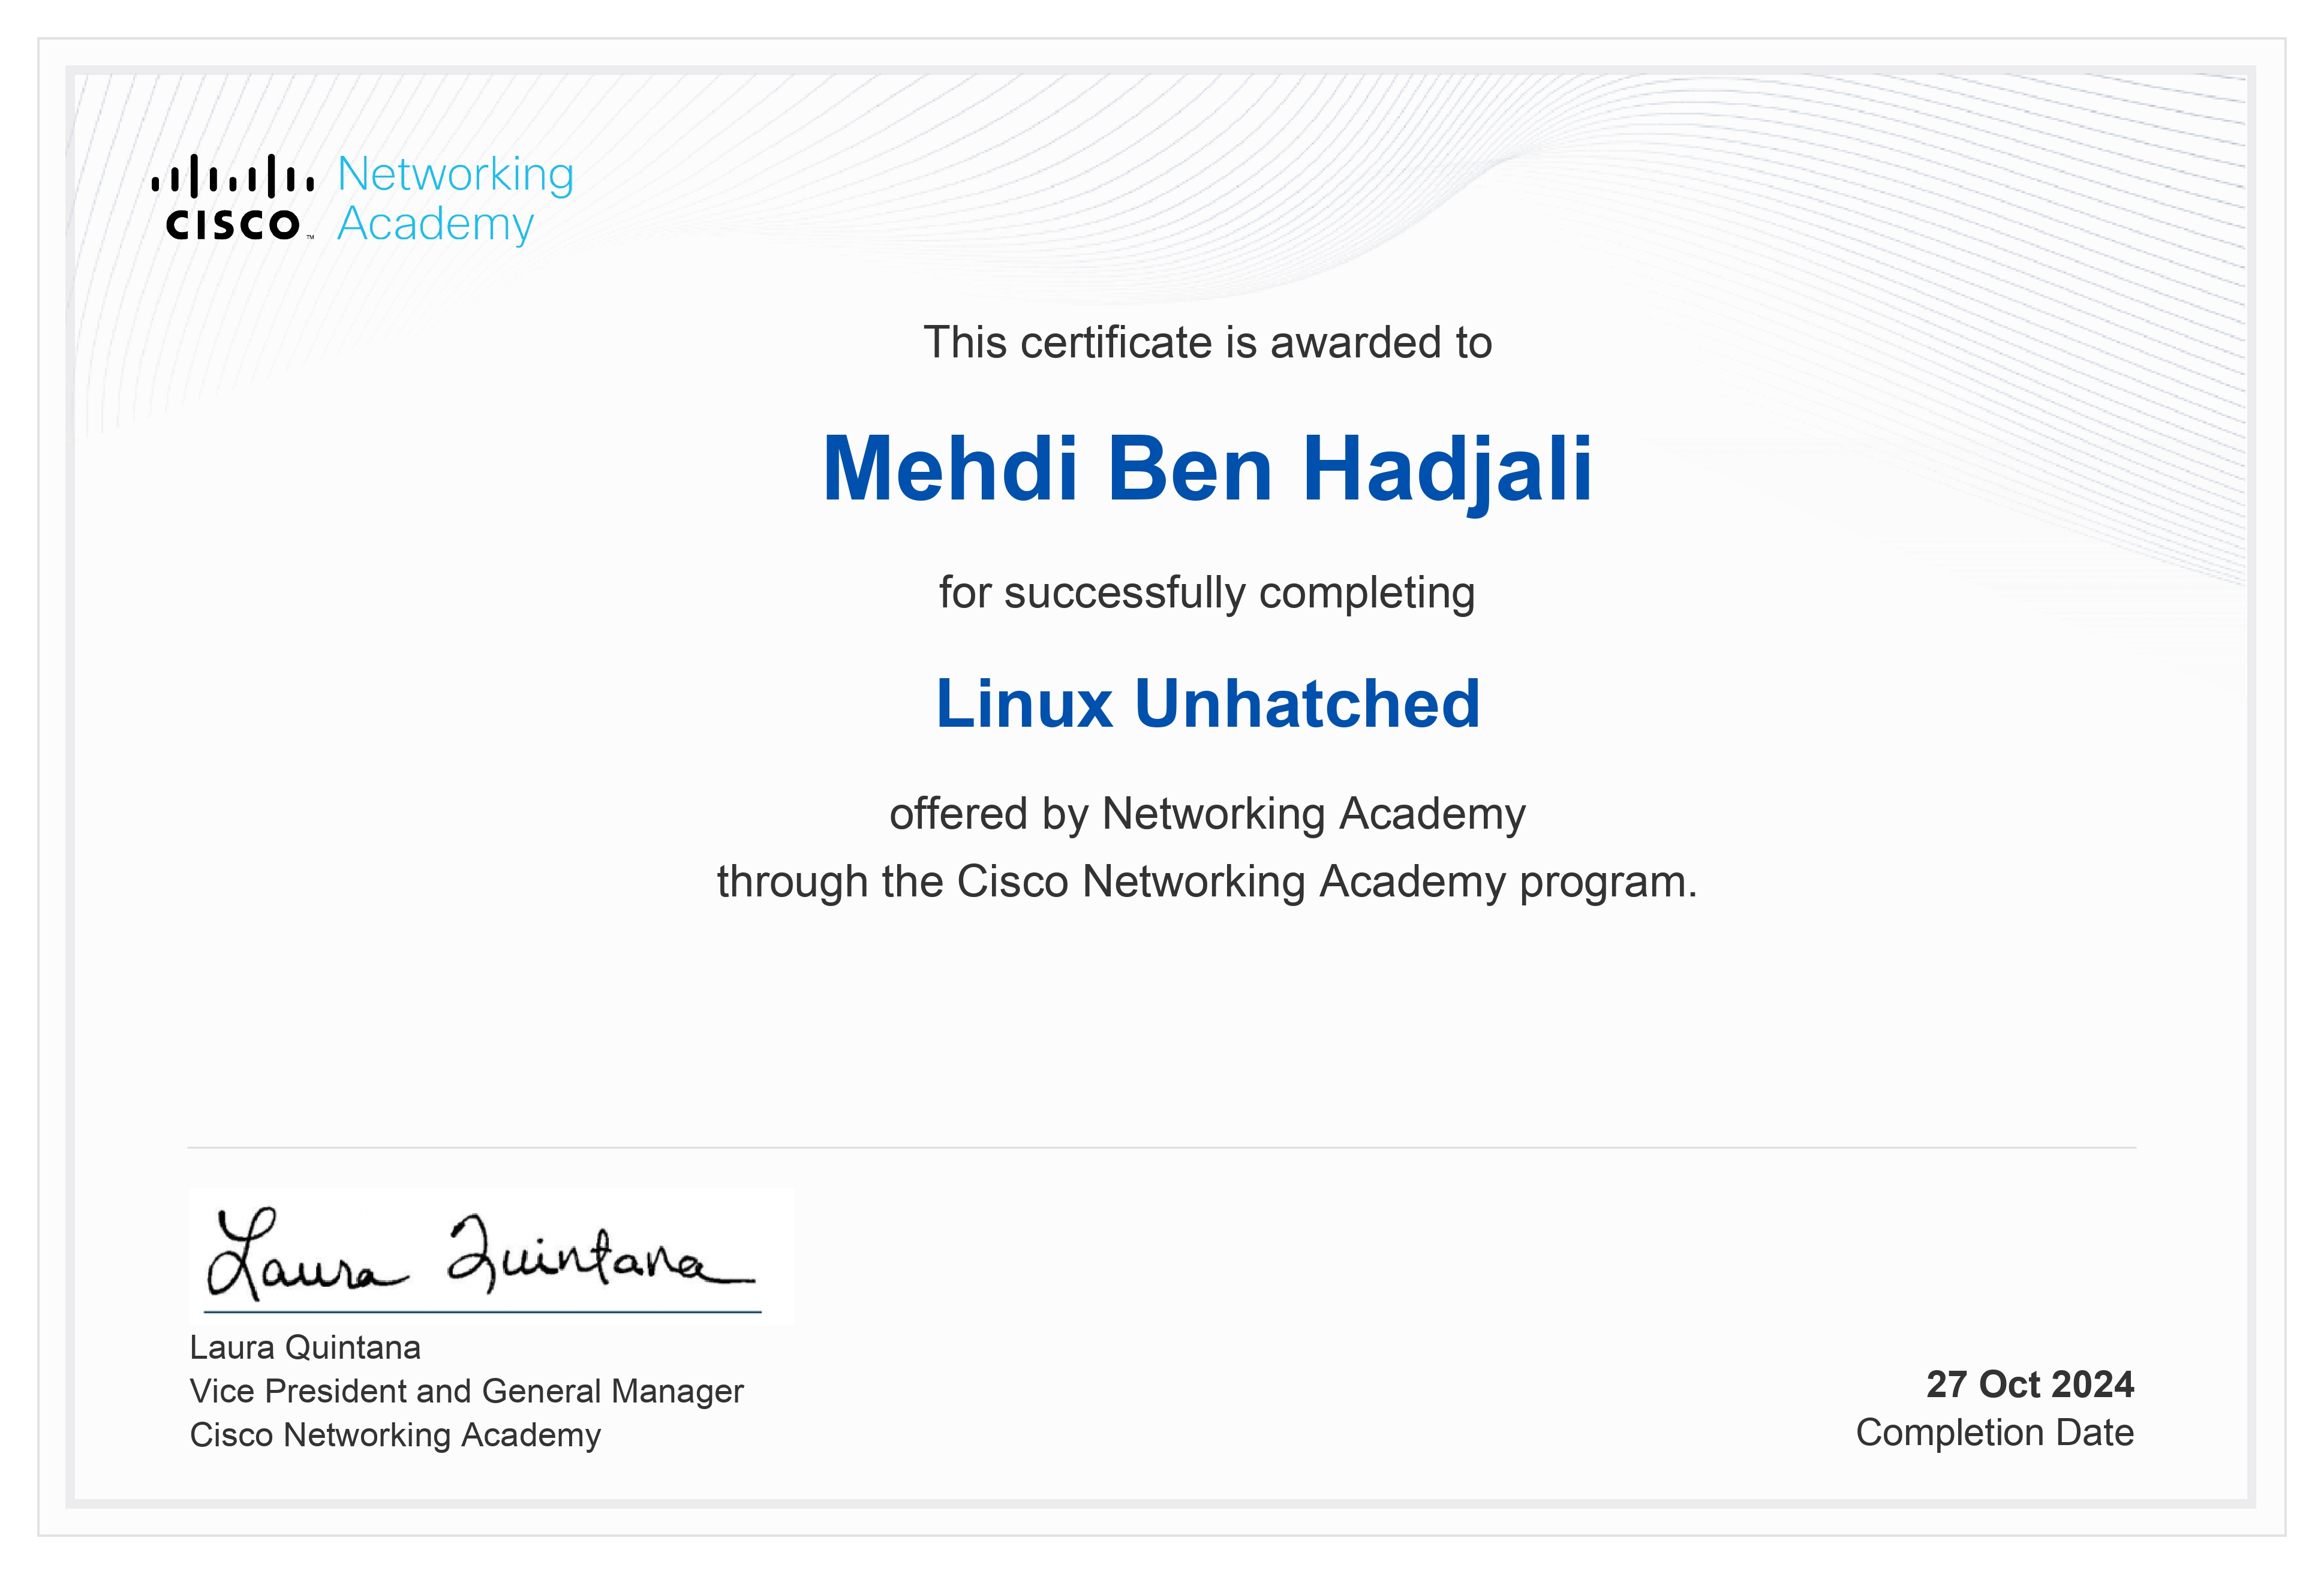 Networking
CISCO™ Academy
This certificate is awarded to
Mehdi Ben Hadjali
for successfully completing
Linux Unhatched
offered by Networking Academy
through the Cisco Networking Academy program.
Laura Quintana
Laura Quintana
Vice President and General Manager
Cisco Networking Academy
27 Oct 2024
Completion Date